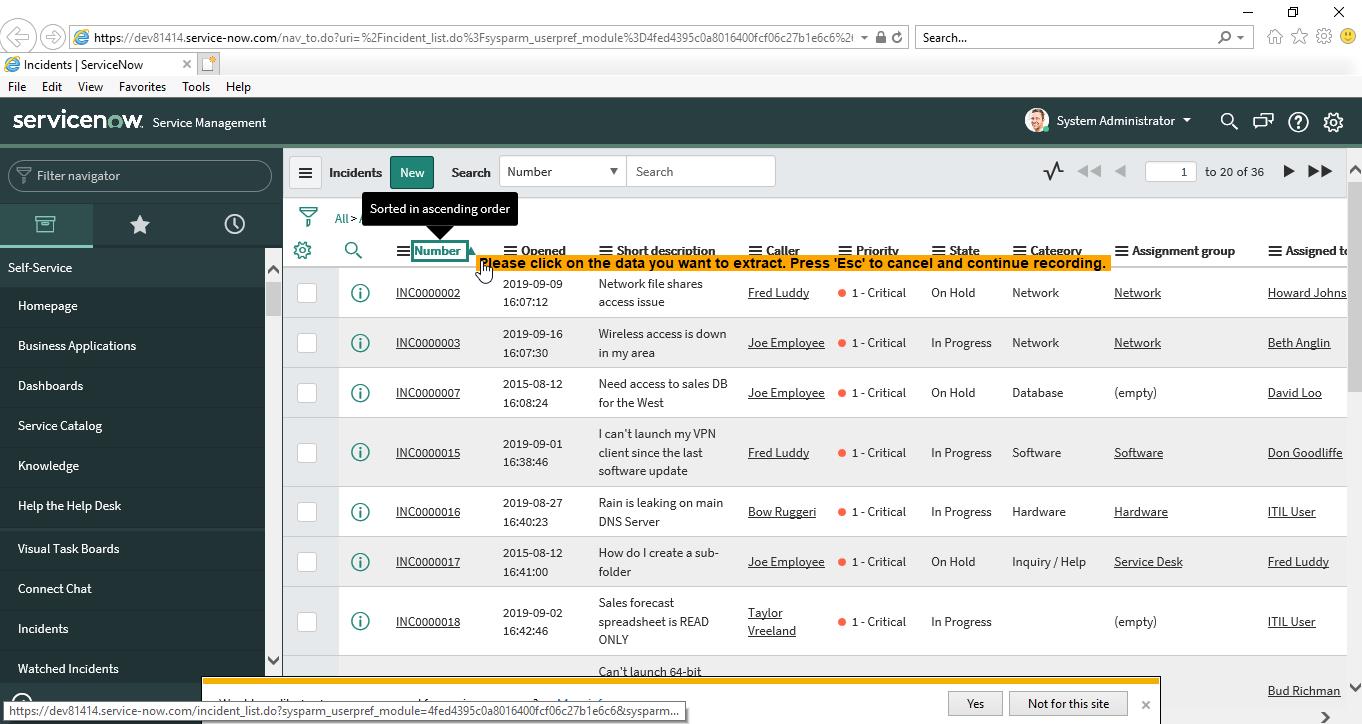 https://dev81414.service-now.com/nav_to.do?uri=%2Fincident_list.do%3Fsysparm_userpref_module%3D4fed4395c0a8016400fcf06c27b1e6c6%2
Search...
Incidents | ServiceNow
File Edit View Favorites Tools Help
servicenow Service Management
System Administrator
Filter navigator
Self-Service
Homepage
Business Applications
Dashboards
Service Catalog
Knowledge
Help the Help Desk
Visual Task Boards
Connect Chat
Incidents
Watched Incidents
Incidents New Search Number Search 1 to 20 of 36
All >
Sorted in ascending order
Number Opened Short description Caller Priority State Category Assignment group Assigned to
Please click on the data you want to extract. Press 'Esc' to cancel and continue recording.
INC0000002 2019-09-09 16:07:12 Network file shares access issue Fred Luddy 1 - Critical On Hold Network Network Howard Johns
INC0000003 2019-09-16 16:07:30 Wireless access is down in my area Joe Employee 1 - Critical In Progress Network Network Beth Anglin
INC0000007 2015-08-12 16:08:24 Need access to sales DB for the West Joe Employee 1 - Critical On Hold Database (empty) David Loo
INC0000015 2019-09-01 16:38:46 I can't launch my VPN client since the last software update Fred Luddy 1 - Critical In Progress Software Software Don Goodliffe
INC0000016 2019-08-27 16:40:23 Rain is leaking on main DNS Server Bow Ruggeri 1 - Critical In Progress Hardware Hardware ITIL User
INC0000017 2015-08-12 16:41:00 How do I create a sub-folder Joe Employee 1 - Critical On Hold Inquiry / Help Service Desk Fred Luddy
INC0000018 2019-09-02 16:42:46 Sales forecast spreadsheet is READ ONLY Taylor Vreeland 1 - Critical In Progress (empty) ITIL User
Can't launch 64-bit
Bud Richman
Yes
Not for this site
https://dev81414.service-now.com/incident_list.do?sysparm_userpref_module=4fed4395c0a8016400fcf06c27b1e6c6&sysparm...